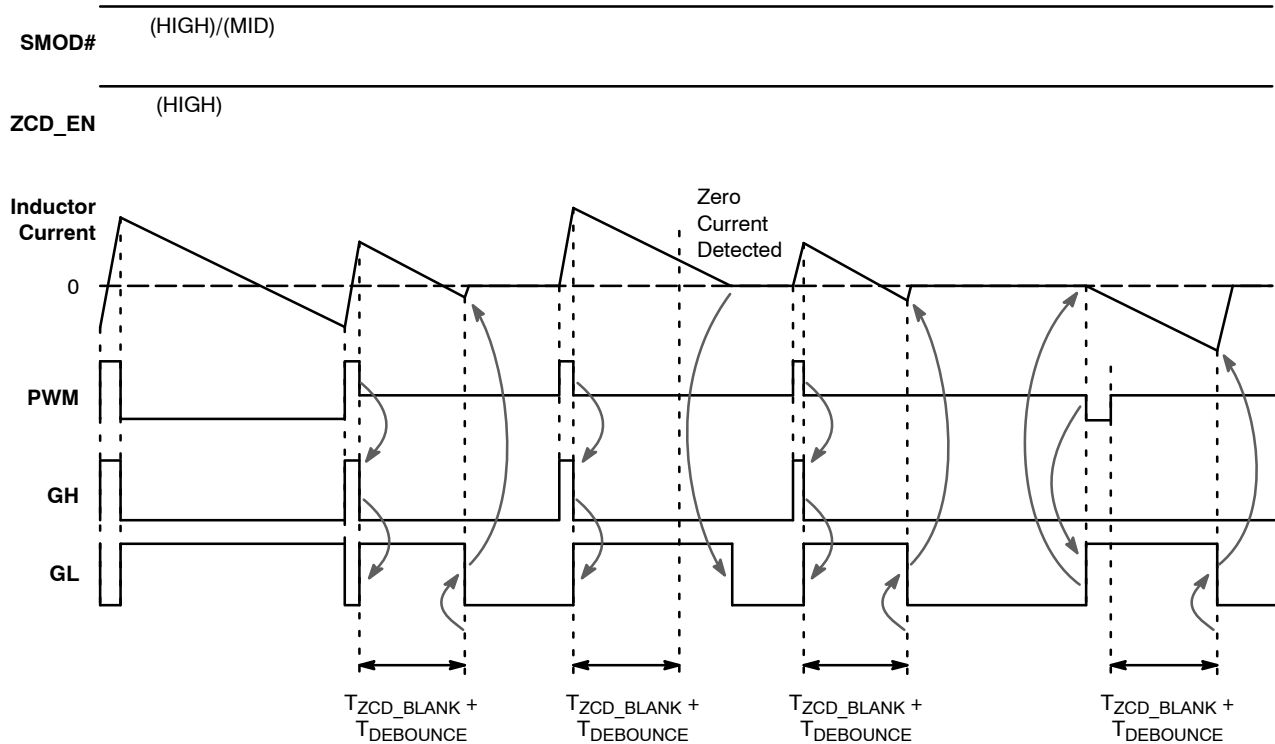 SMOD#
(HIGH)/(MID)
ZCD_EN
(HIGH)
Inductor
Current
Zero
Current
Detected
0
PWM
GH
GL
TZCD_BLANK +
TDEBOUNCE
TZCD_BLANK +
TDEBOUNCE
TZCD_BLANK +
TDEBOUNCE
TZCD_BLANK +
TDEBOUNCE